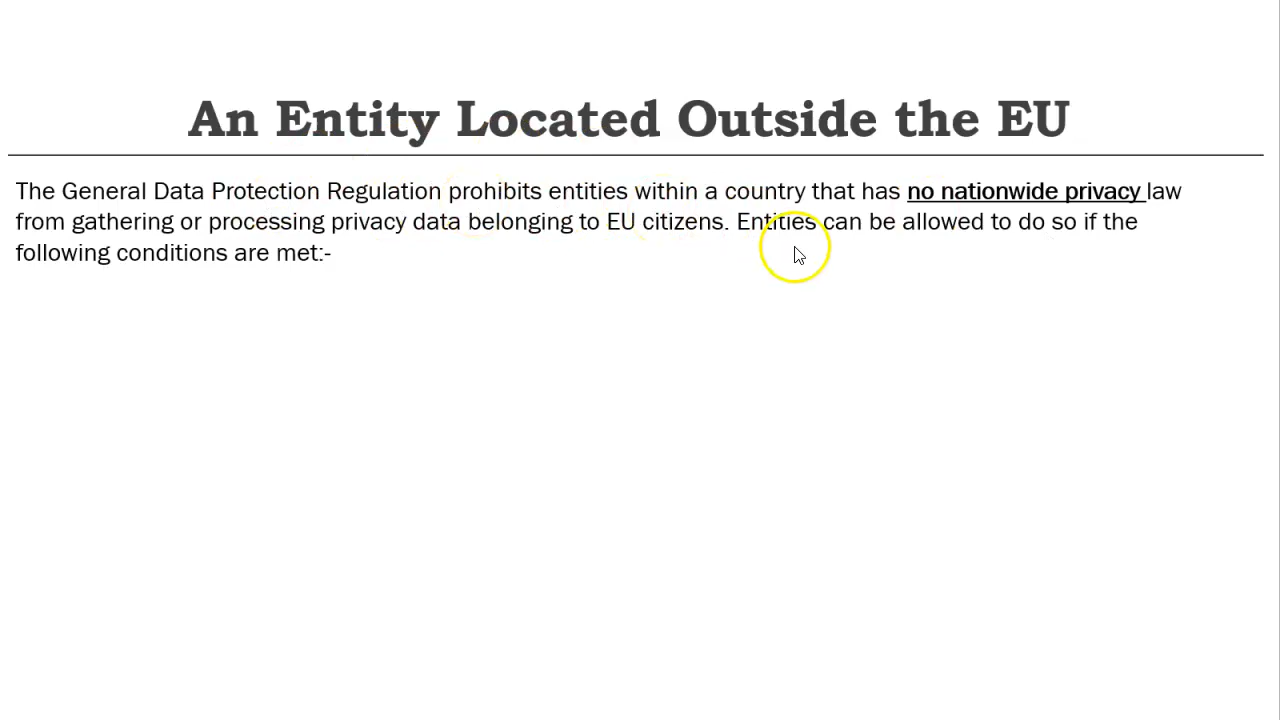 An Entity Located Outside the EU
The General Data Protection Regulation prohibits entities within a country that has no nationwide privacy law
from gathering or processing privacy data belonging to EU citizens. Entities can be allowed to do so if the
following conditions are met:-